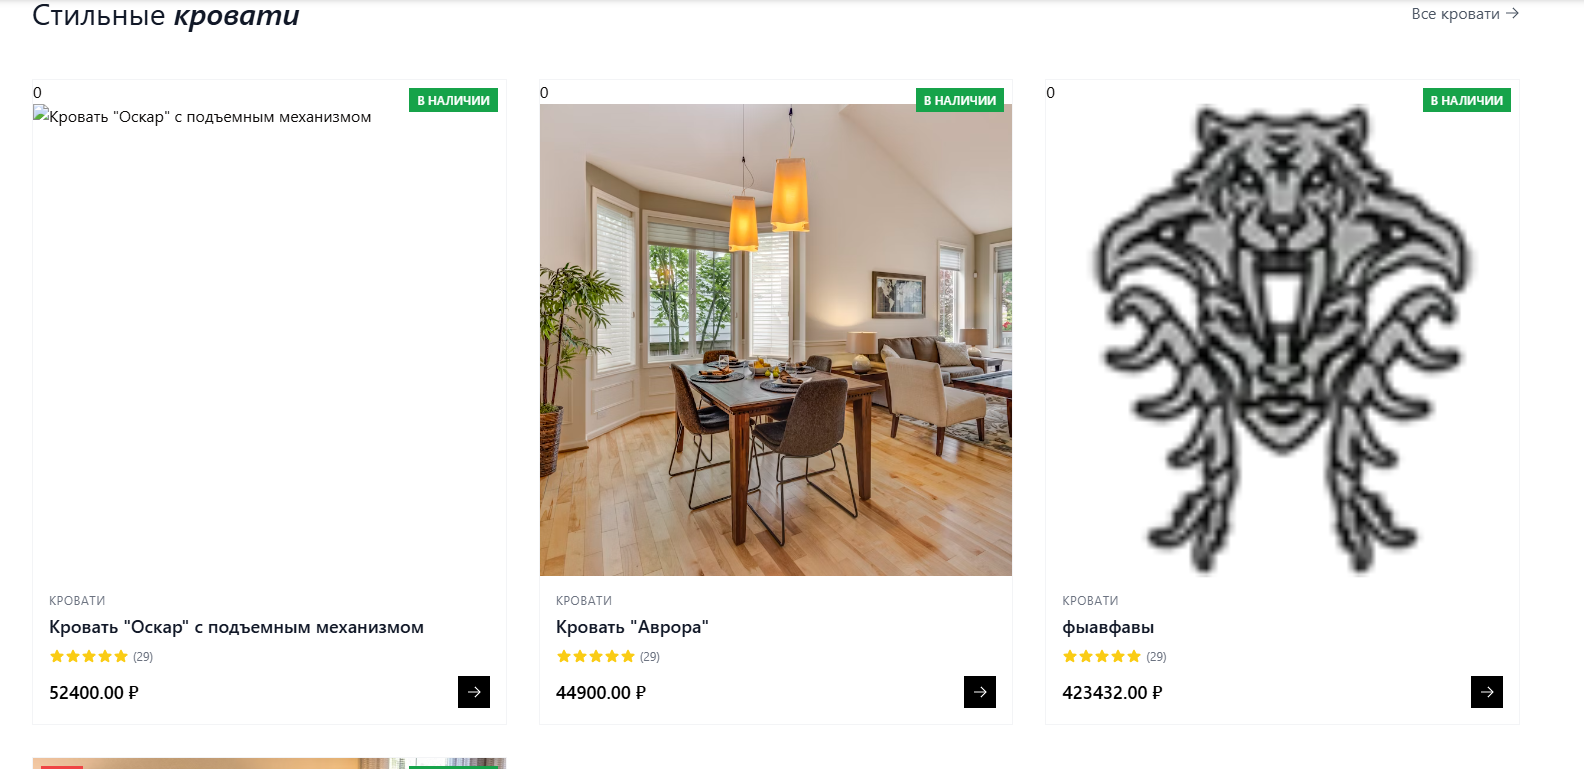 Стильные кровати
Все кровати →
0
В НАЛИЧИИ
Кровать "Оскар" с подъемным механизмом
КРОВАТИ
Кровать "Оскар" с подъемным механизмом
(29)
52400.00 ₽
0
В НАЛИЧИИ
КРОВАТИ
Кровать "Аврора"
(29)
44900.00 ₽
0
В НАЛИЧИИ
КРОВАТИ
фыавфавы
(29)
423432.00 ₽